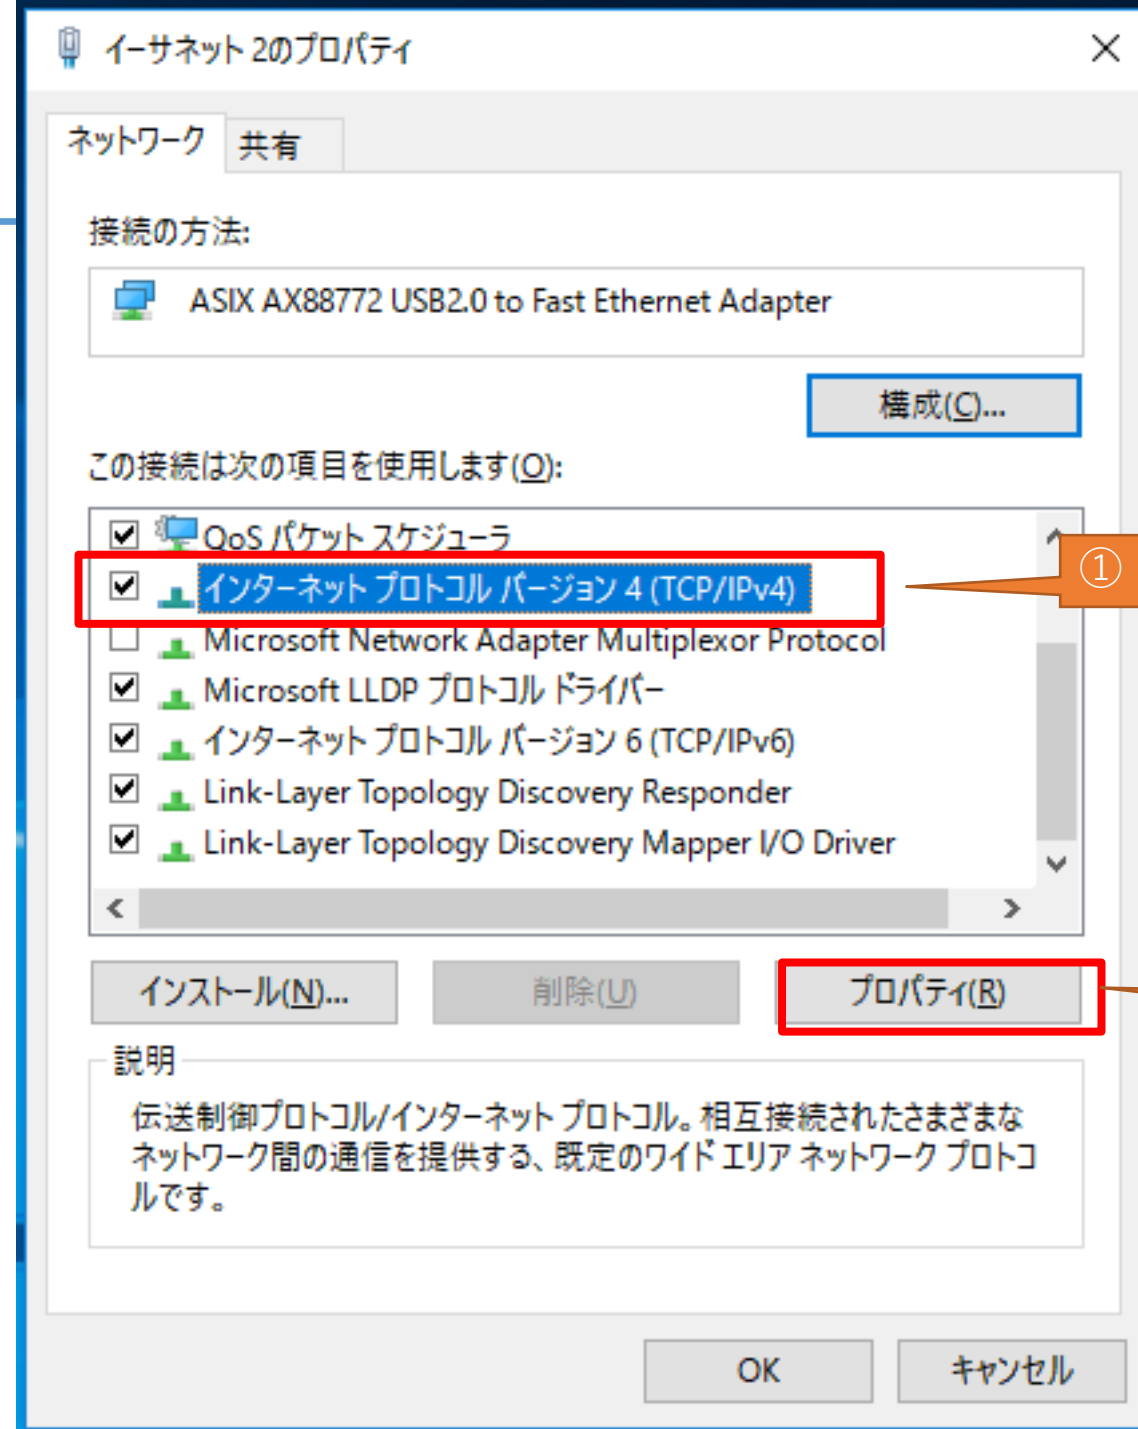 イーサネット 2のプロパティ
ネットワーク 共有
接続の方法:
ASIX AX88772 USB2.0 to Fast Ethernet Adapter
構成(C)...
この接続は次の項目を使用します(O):
QoS パケット スケジューラ
インターネット プロトコル バージョン 4 (TCP/IPv4)
①
Microsoft Network Adapter Multiplexor Protocol
Microsoft LLDP プロトコル ドライバー
インターネット プロトコル バージョン 6 (TCP/IPv6)
Link-Layer Topology Discovery Responder
Link-Layer Topology Discovery Mapper I/O Driver
インストール(N)... 削除(U) プロパティ(R)
説明
伝送制御プロトコル/インターネット プロトコル。相互接続されたさまざまな
ネットワーク間の通信を提供する、既定のワイド エリア ネットワーク プロトコ
ルです。
OK キャンセル